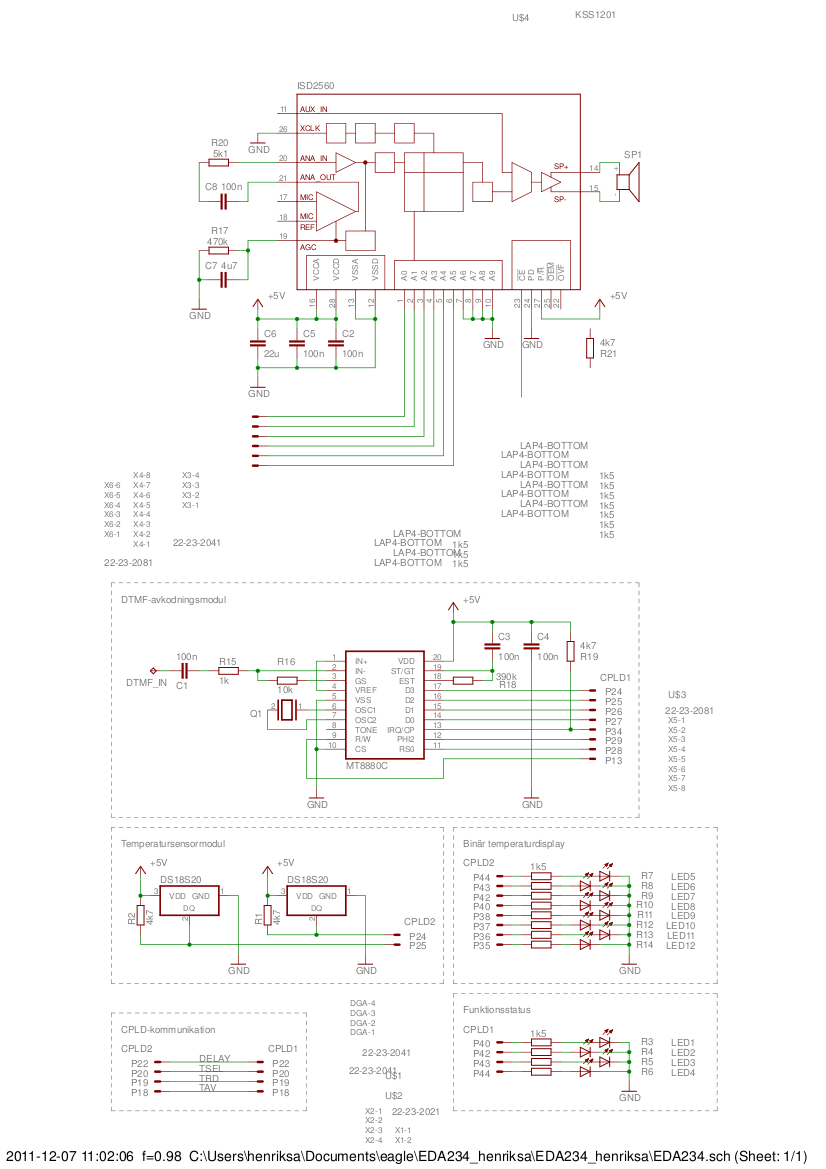 U$4 KSS1201
ISD2560
11 AUX_IN
26 XCLK
GND
R20
5k1
20 ANA_IN
21 ANA_OUT
C8 100n
17 MIC
18 MIC
REF
19
AGC
R17
470k
C7 4u7
GND
SP+ 14
SP- 15
SP1
VCCA VCCD VSSA VSSD
A0 A1 A2 A3 A4 A5 A6 A7 A8 A9
CE PD P/R OEM OVF
16 28 13 12
1 2 3 4 5 6 7 8 9 10
23 24 27 25 22
+5V
+5V
C6
22u
C5
100n
C2
100n
GND
GND
GND
4k7
R21
LAP4-BOTTOM
LAP4-BOTTOM
LAP4-BOTTOM
LAP4-BOTTOM 1k5
LAP4-BOTTOM 1k5
LAP4-BOTTOM 1k5
LAP4-BOTTOM 1k5
LAP4-BOTTOM 1k5
1k5
1k5
X4-8 X3-4
X6-6 X4-7 X3-3
X6-5 X4-6 X3-2
X6-4 X4-5 X3-1
X6-3 X4-4
X6-2 X4-3
X6-1 X4-2
X4-1 22-23-2041
22-23-2081
LAP4-BOTTOM
LAP4-BOTTOM 1k5
LAP4-BOTTOM 1k5
LAP4-BOTTOM 1k5
DTMF-avkodningsmodul
+5V
C3
100n
C4
100n
4k7
R19
DTMF_IN
100n
C1
R15
1k
R16
10k
Q1
2 1
1 IN+ VDD 20
2 IN- ST/GT 19
3 GS EST 18
4 VREF D3 17
5 VSS D2 16
6 OSC1 D1 15
7 OSC2 D0 14
8 TONE IRQ/CP 13
9 R/W PHI2 12
10 CS RS0 11
MT8880C
390k
R18
CPLD1
P24
P25
P26
P27
P34
P29
P28
P13
GND
GND
U$3
22-23-2081
X5-1
X5-2
X5-3
X5-4
X5-5
X5-6
X5-7
X5-8
Temperatursensormodul
+5V
DS18S20
3 VDD GND 1
DQ
2
R2
4k7
GND
+5V
DS18S20
3 VDD GND 1
DQ
2
R1
4k7
GND
CPLD2
P24
P25
Binär temperaturdisplay
CPLD2
1k5
P44 R7 LED5
P43 R8 LED6
P42 R9 LED7
P40 R10 LED8
P38 R11 LED9
P37 R12 LED10
P36 R13 LED11
P35 R14 LED12
GND
CPLD-kommunikation
CPLD2 CPLD1
P22 DELAY P22
P20 TSEL P20
P19 TRD P19
P18 TAV P18
DGA-4
DGA-3
DGA-2
DGA-1
22-23-2041
22-23-2041
U$1
U$2
X2-1 22-23-2021
X2-2
X2-3 X1-1
X2-4 X1-2
Funktionsstatus
CPLD1
1k5
P40 R3 LED1
P42 R4 LED2
P43 R5 LED3
P44 R6 LED4
GND
2011-12-07 11:02:06 f=0.98 C:\Users\henriksa\Documents\eagle\EDA234_henriksa\EDA234_henriksa\EDA234.sch (Sheet: 1/1)